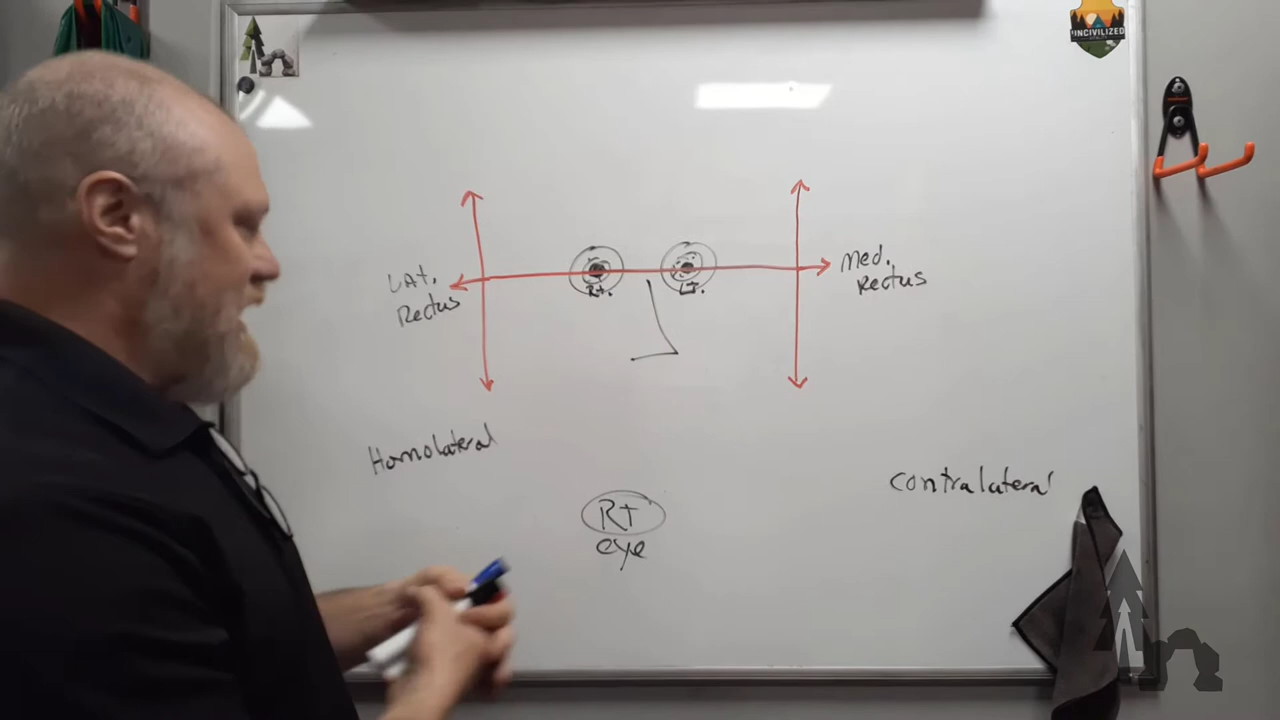 UNCIVILIZED
LAt.
Rectus
Med.
Rectus
Rt.
LT.
Homolateral
contralateral
Rt
eye